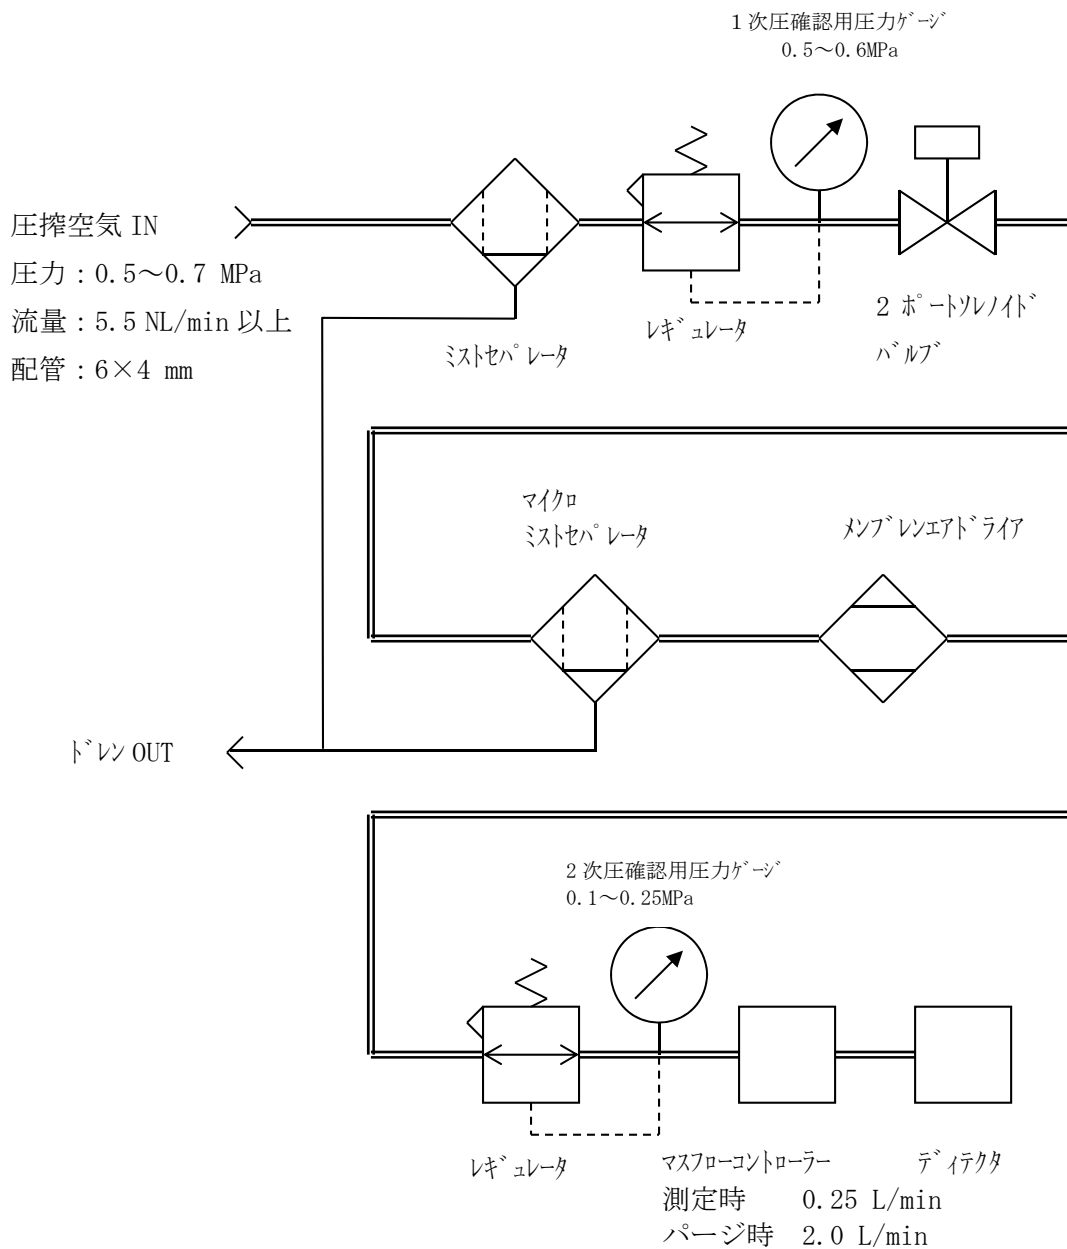 1次圧確認用圧力ｹﾞｰｼﾞ
0.5～0.6MPa
圧搾空気 IN
圧力：0.5～0.7 MPa
流量：5.5 NL/min 以上
配管：6×4 mm
ﾐｽﾄｾﾊﾟﾚｰﾀ
ﾚｷﾞｭﾚｰﾀ
2 ﾎﾟｰﾄｿﾚﾉｲﾄﾞ
ﾊﾞﾙﾌﾞ
ﾏｲｸﾛ
ﾐｽﾄｾﾊﾟﾚｰﾀ
ﾒﾝﾌﾞﾚﾝｴｱﾄﾞﾗｲｱ
ﾄﾞﾚﾝ OUT
2次圧確認用圧力ｹﾞｰｼﾞ
0.1～0.25MPa
ﾚｷﾞｭﾚｰﾀ
ﾏｽﾌﾛｰｺﾝﾄﾛｰﾗｰ
ﾃﾞｨﾃｸﾀ
測定時 0.25 L/min
パージ時 2.0 L/min